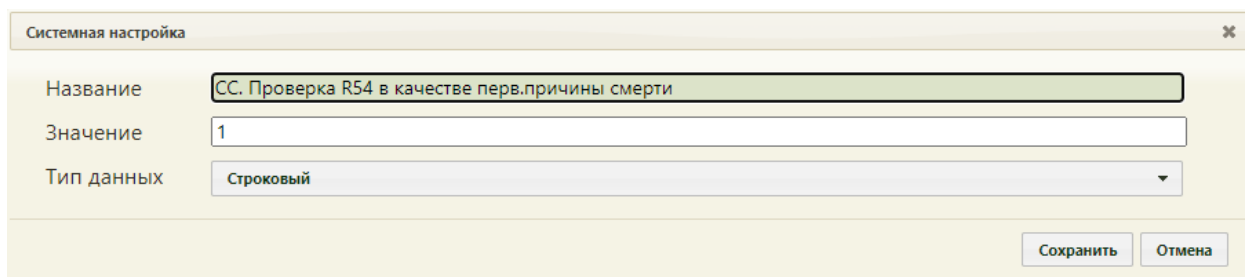 Системная настройка
Название СС. Проверка R54 в качестве перв.причины смерти
Значение 1
Тип данных Строковый
Сохранить Отмена